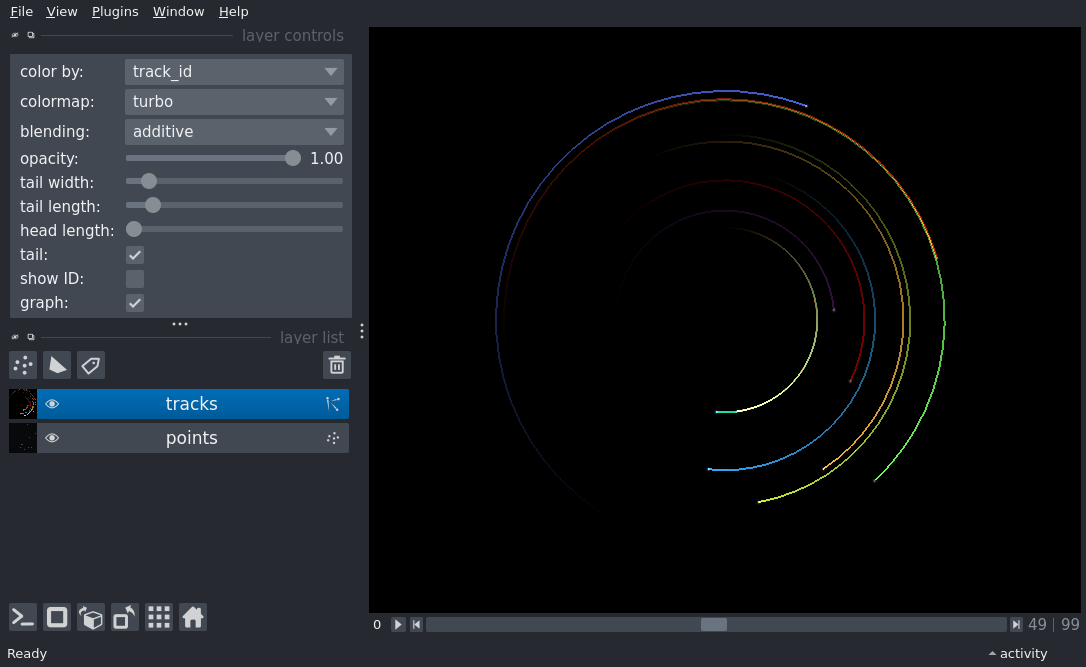 File View Plugins Window Help
layer controls
color by: track_id
colormap: turbo
blending: additive
opacity: 1.00
tail width:
tail length:
head length:
tail:
show ID:
graph:
layer list
tracks
points
0 49 | 99
Ready activity